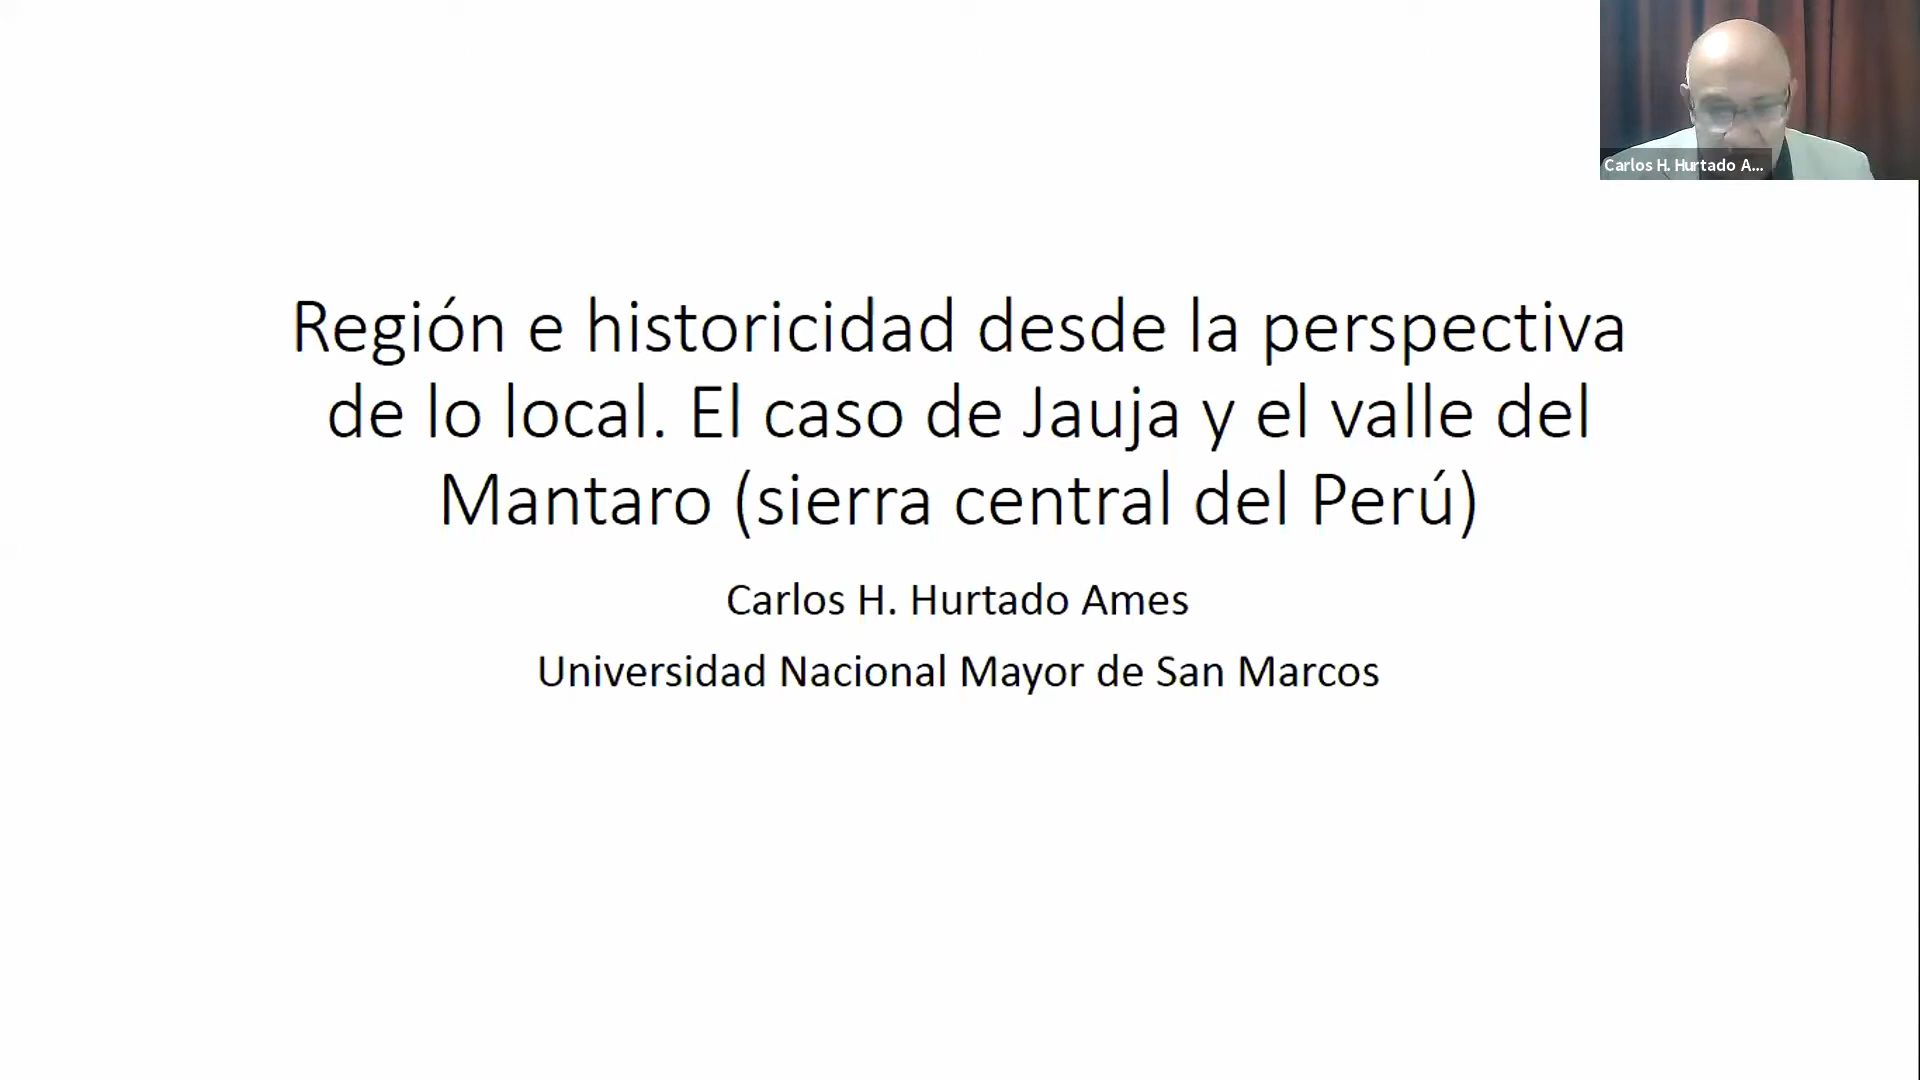 Carlos H. Hurtado A...
Región e historicidad desde la perspectiva
de lo local. El caso de Jauja y el valle del
Mantaro (sierra central del Perú)
Carlos H. Hurtado Ames
Universidad Nacional Mayor de San Marcos